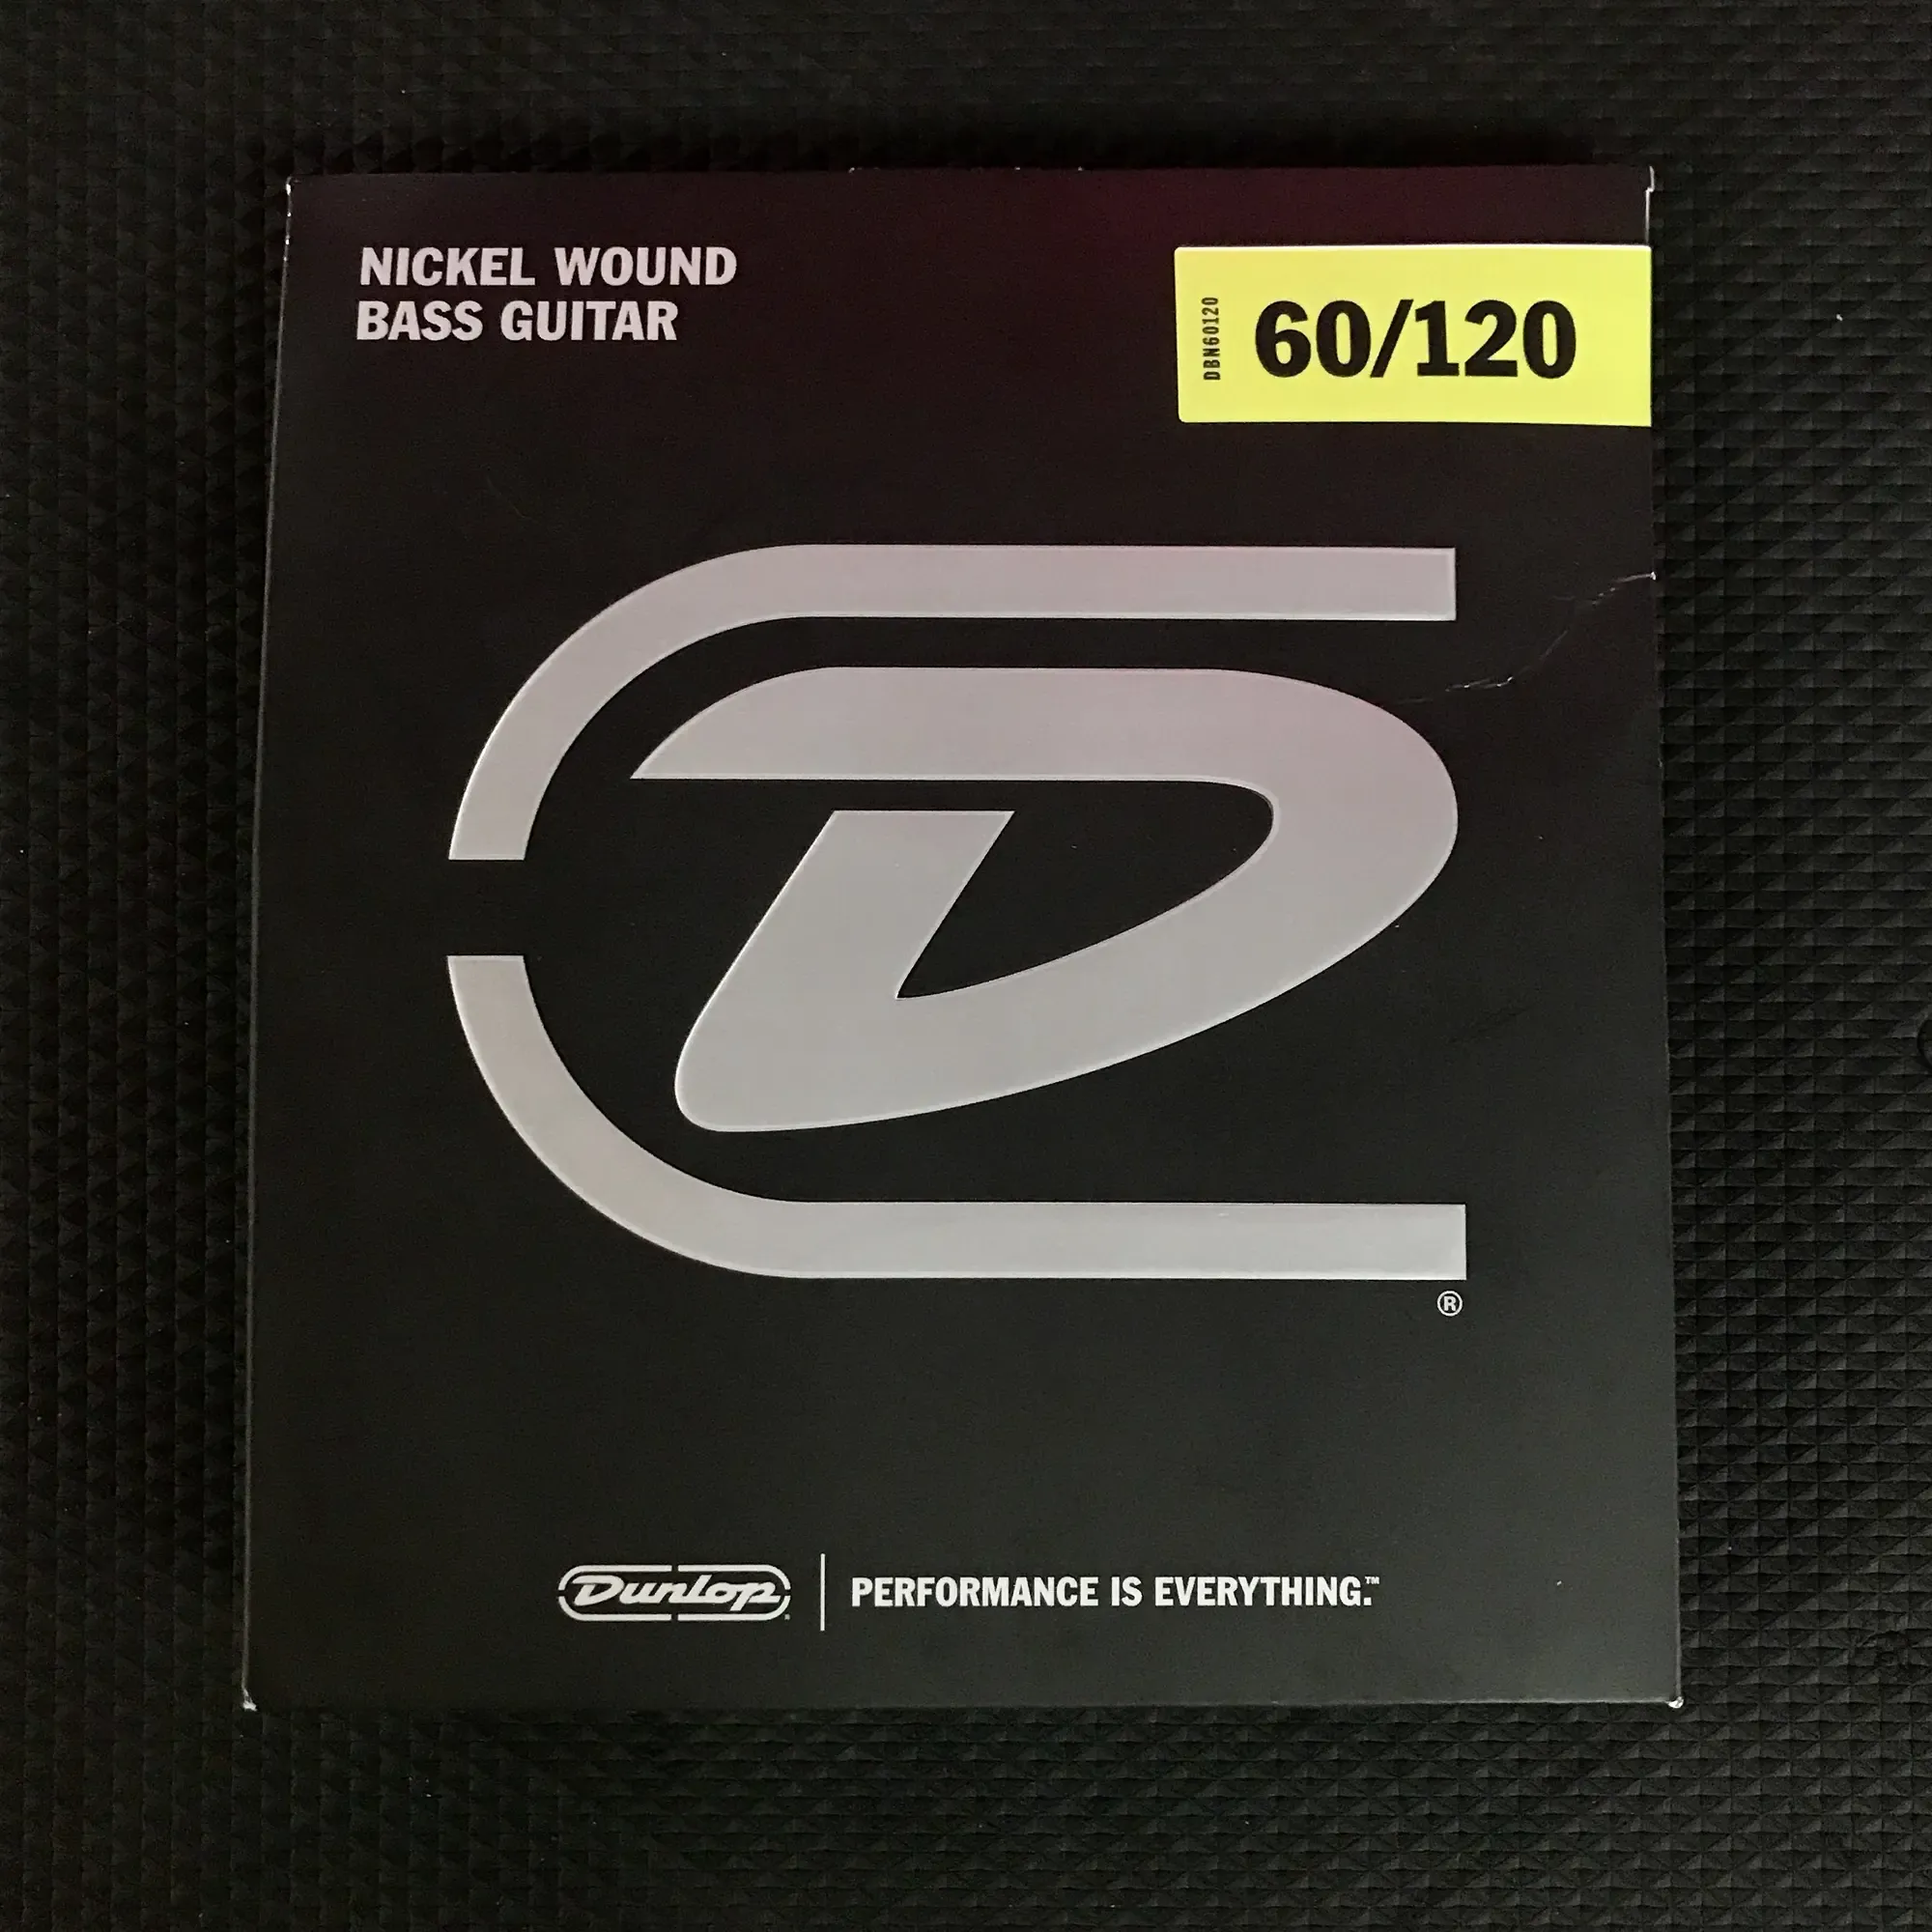 NICKEL WOUND
BASS GUITAR
DBN60120
60/120
D
®
Dunlop®
PERFORMANCE IS EVERYTHING.™